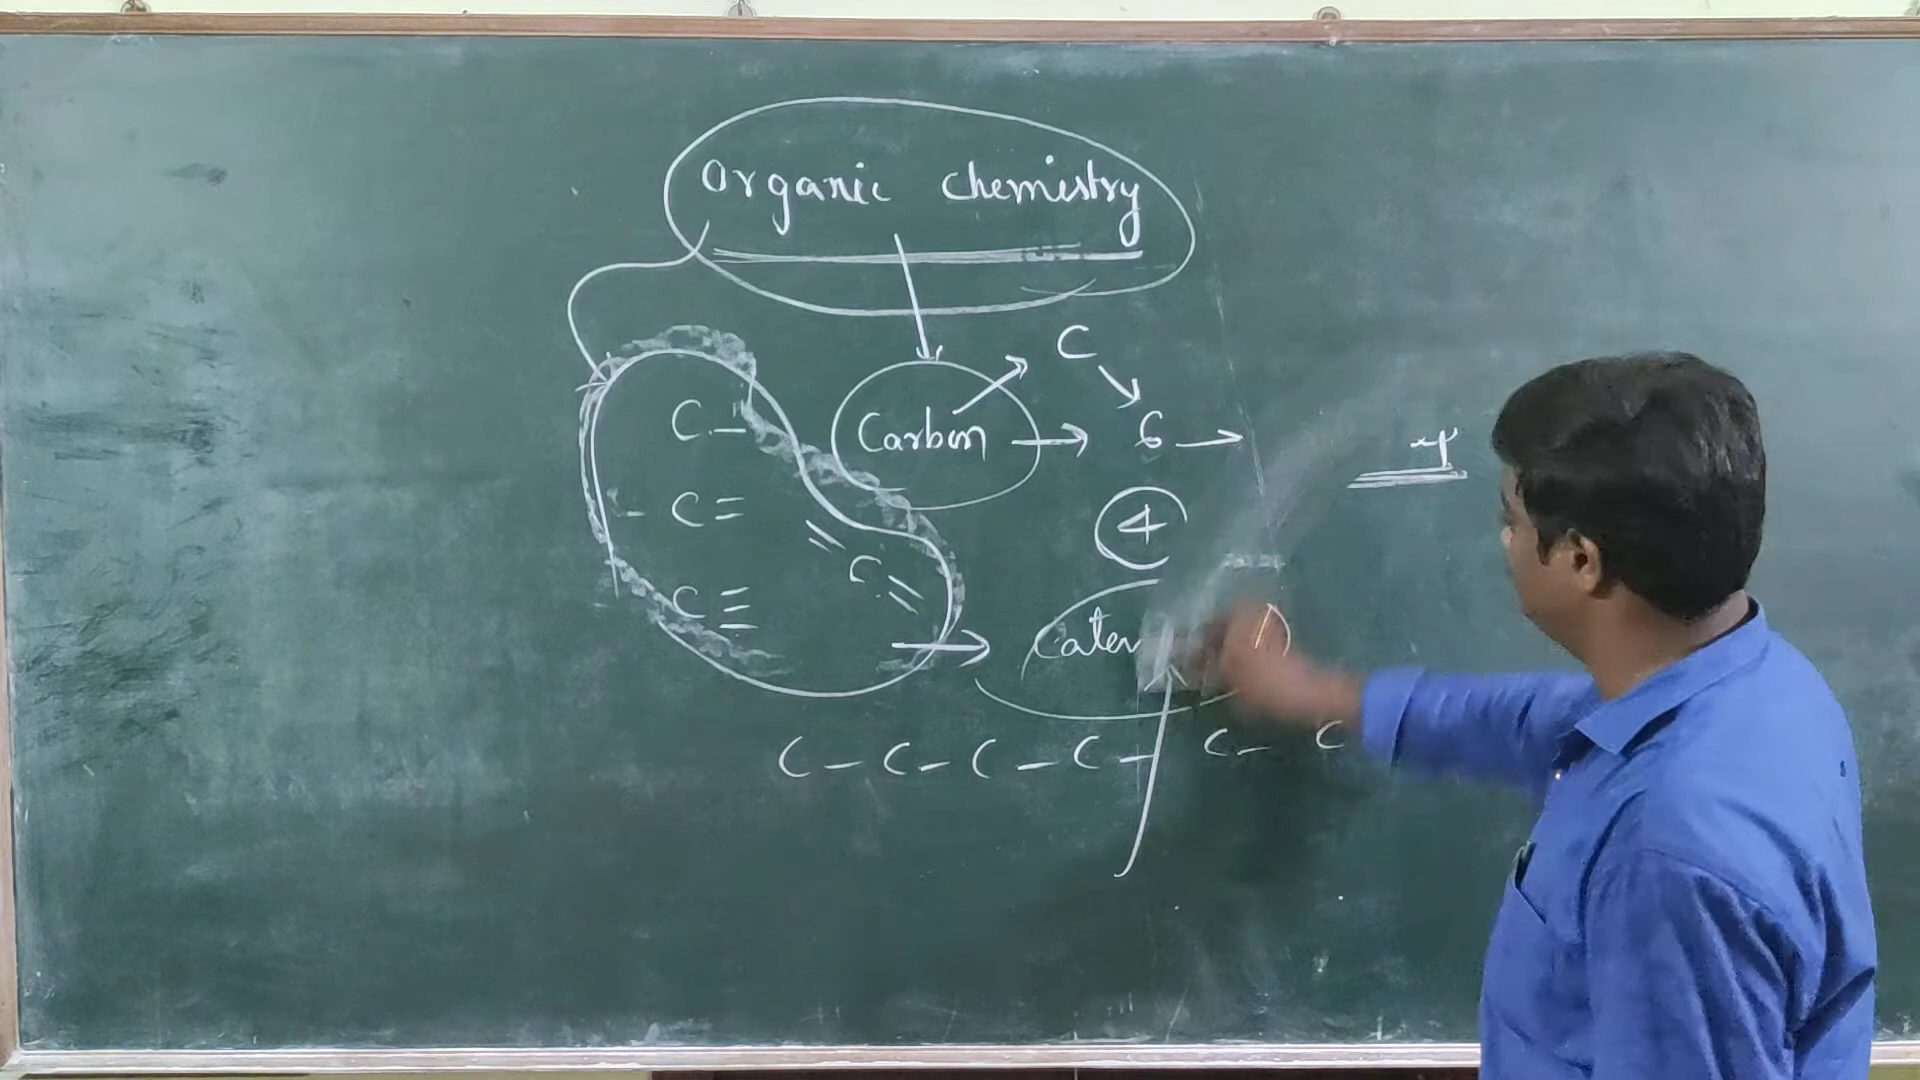 Organic chemistry
C
Carbon → 6 →
C -
- C =
4
= C =
C ≡
C - C - C - C - C - C